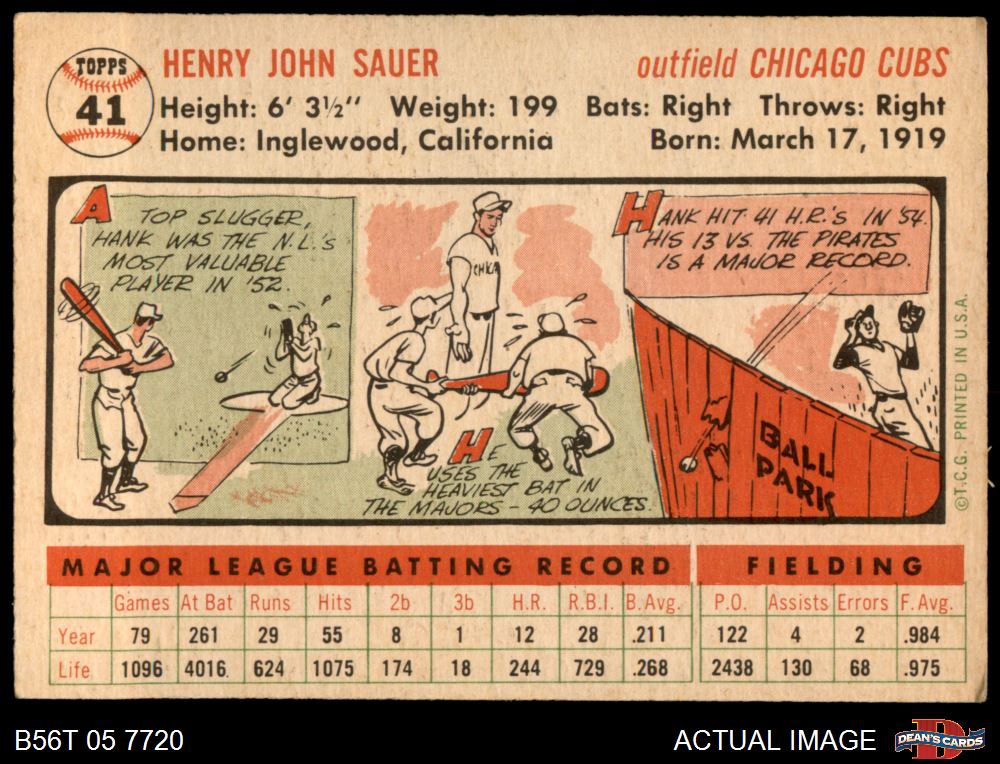 TOPPS
41
HENRY JOHN SAUER
outfield CHICAGO CUBS
Height: 6' 3½" Weight: 199 Bats: Right Throws: Right
Home: Inglewood, California Born: March 17, 1919
A TOP SLUGGER,
HANK WAS THE N.L.'s
MOST VALUABLE
PLAYER IN '52.
CHICA
HE
USES THE
HEAVIEST BAT IN
THE MAJORS - 40 OUNCES.
HANK HIT 41 H.R.'s IN '54.
HIS 13 VS. THE PIRATES
IS A MAJOR RECORD.
BALL
PARK
© T.C.G. PRINTED IN U.S.A.
MAJOR LEAGUE BATTING RECORD FIELDING
Games At Bat Runs Hits 2b 3b H.R. R.B.I. B.Avg. P.O. Assists Errors F. Avg.
Year 79 261 29 55 8 1 12 28 .211 122 4 2 .984
Life 1096 4016. 624 1075 174 18 244 729 .268 2438 130 68 .975
B56T 05 7720
ACTUAL IMAGE
DEAN'S CARDS